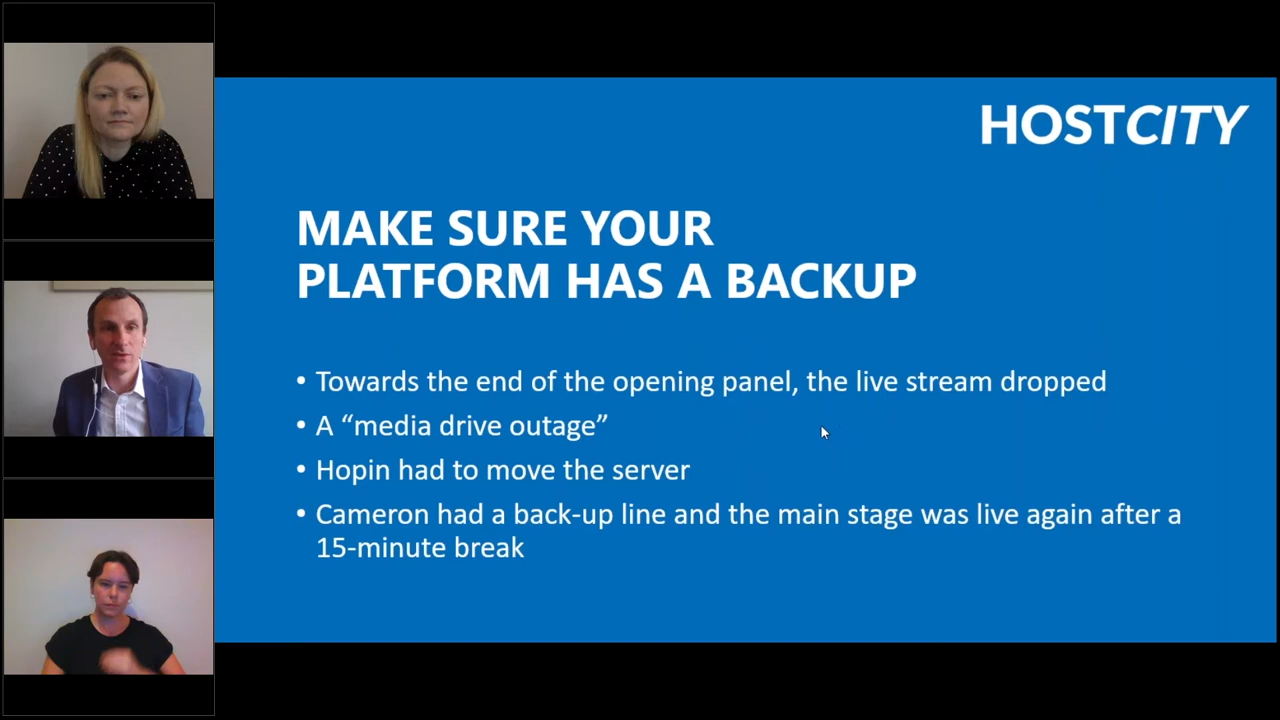 HOSTCITY
MAKE SURE YOUR
PLATFORM HAS A BACKUP
• Towards the end of the opening panel, the live stream dropped
• A “media drive outage”
• Hopin had to move the server
• Cameron had a back-up line and the main stage was live again after a
15-minute break